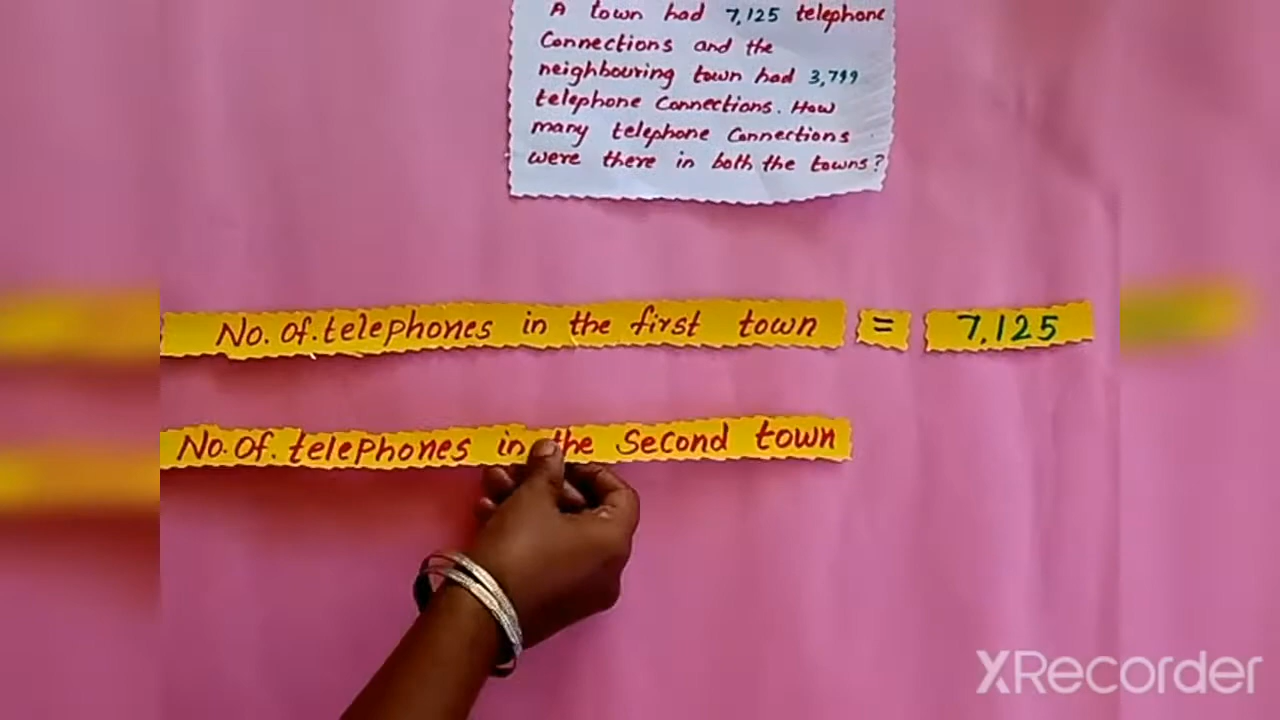 A town had 7,125 telephone
Connections and the
neighbouring town had 3,799
telephone Connections. How
many telephone Connections
were there in both the towns?
No. Of. telephones in the first town = 7,125
No. Of. telephones in the Second town
XRecorder